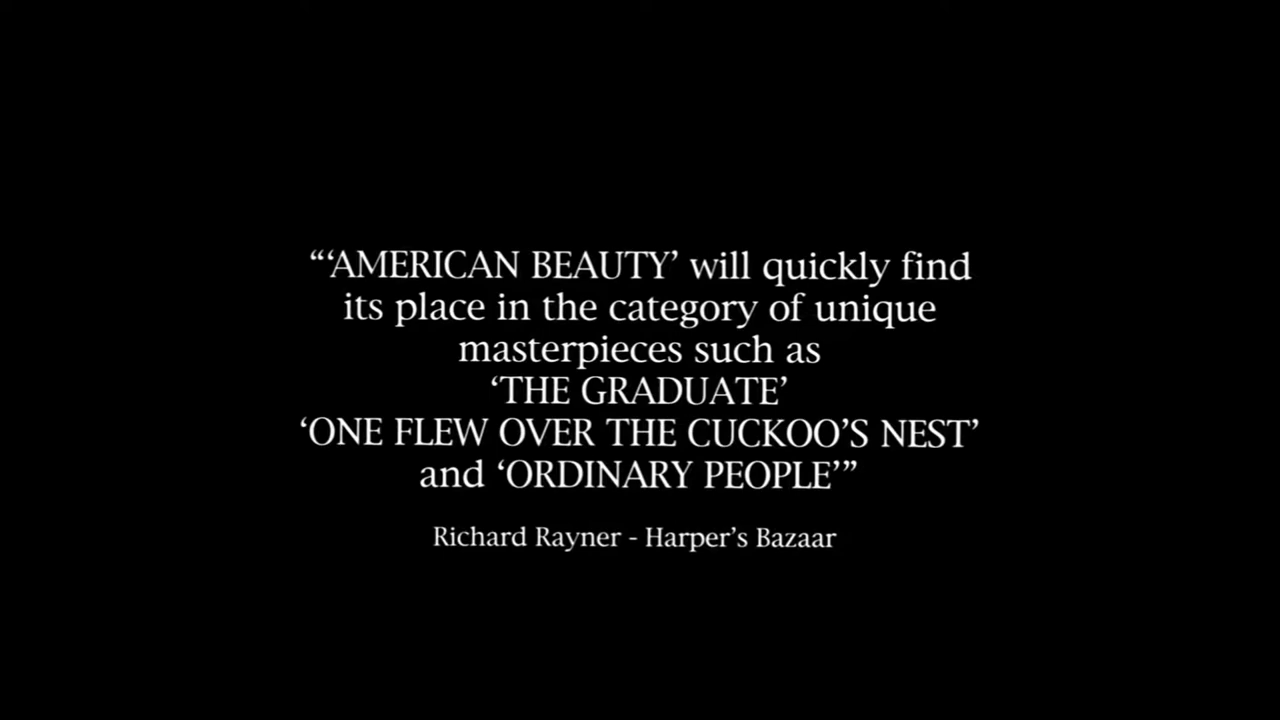 “‘AMERICAN BEAUTY’ will quickly find
its place in the category of unique
masterpieces such as
‘THE GRADUATE’
‘ONE FLEW OVER THE CUCKOO’S NEST’
and ‘ORDINARY PEOPLE’”
Richard Rayner - Harper’s Bazaar